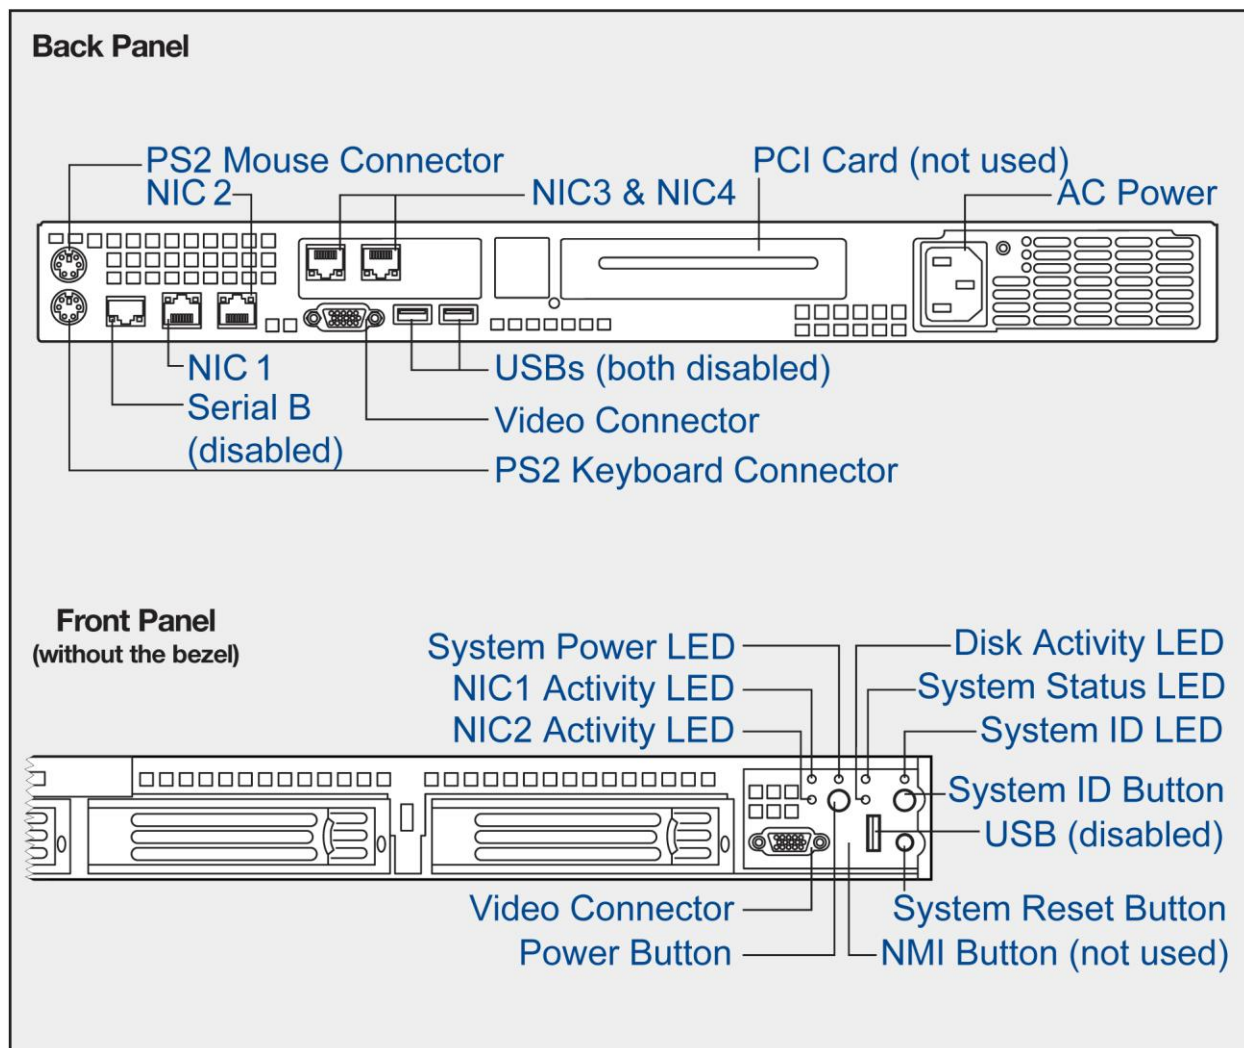 Back Panel
PS2 Mouse Connector
PCI Card (not used)
NIC 2
NIC3 & NIC4
AC Power
NIC 1
USBs (both disabled)
Serial B
(disabled)
Video Connector
PS2 Keyboard Connector
Front Panel
(without the bezel)
System Power LED
Disk Activity LED
NIC1 Activity LED
System Status LED
NIC2 Activity LED
System ID LED
System ID Button
USB (disabled)
Video Connector
System Reset Button
Power Button
NMI Button (not used)